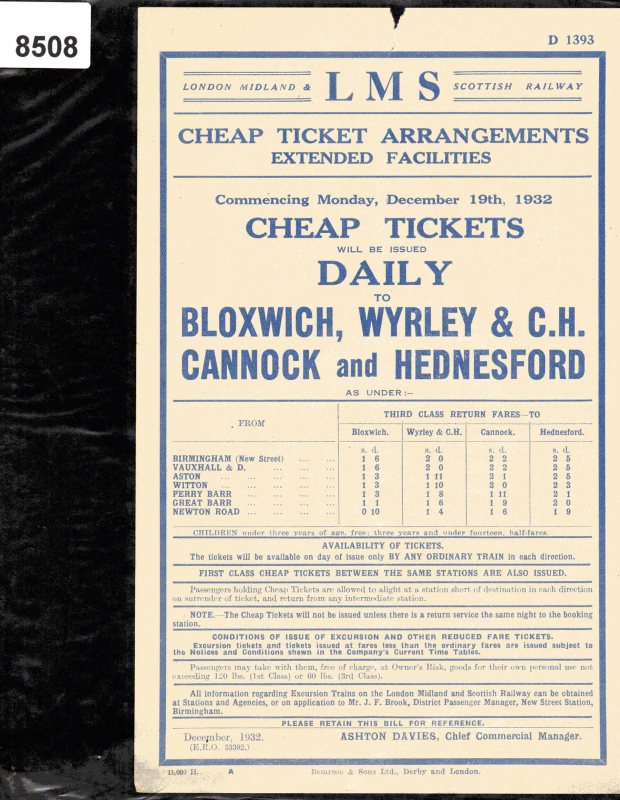 8508
D 1393
LONDON MIDLAND & LMS SCOTTISH RAILWAY
CHEAP TICKET ARRANGEMENTS
EXTENDED FACILITIES
Commencing Monday, December 19th, 1932
CHEAP TICKETS
WILL BE ISSUED
DAILY
TO
BLOXWICH, WYRLEY & C.H.
CANNOCK and HEDNESFORD
AS UNDER:—
FROM
THIRD CLASS RETURN FARES—TO
Bloxwich. Wyrley & C.H. Cannock. Hednesford.
s. d. s. d. s. d. s. d.
BIRMINGHAM (New Street) ... ... 1 6 2 0 2 2 2 5
VAUXHALL & D. ... ... ... 1 6 2 0 2 2 2 5
ASTON ... ... ... ... ... 1 3 1 11 2 1 2 5
WITTON ... ... ... ... ... 1 3 1 10 2 0 2 3
PERRY BARR ... ... ... ... 1 3 1 8 1 11 2 1
GREAT BARR ... ... ... ... 1 1 1 6 1 9 2 0
NEWTON ROAD ... ... ... ... 0 10 1 4 1 6 1 9
CHILDREN under three years of age, free; three years and under fourteen, half-fares.
AVAILABILITY OF TICKETS.
The tickets will be available on day of issue only BY ANY ORDINARY TRAIN in each direction.
FIRST CLASS CHEAP TICKETS BETWEEN THE SAME STATIONS ARE ALSO ISSUED.
Passengers holding Cheap Tickets are allowed to alight at a station short of destination in each direction
on surrender of ticket, and return from any intermediate station.
NOTE.—The Cheap Tickets will not be issued unless there is a return service the same night to the booking
station.
CONDITIONS OF ISSUE OF EXCURSION AND OTHER REDUCED FARE TICKETS.
Excursion tickets and tickets issued at fares less than the ordinary fares are issued subject to
the Notices and Conditions shewn in the Company's Current Time Tables.
Passengers may take with them, free of charge, at Owner's Risk, goods for their own personal use not
exceeding 120 lbs. (1st Class) or 60 lbs. (3rd Class).
All information regarding Excursion Trains on the London Midland and Scottish Railway can be obtained
at Stations and Agencies, or on application to Mr. J. F. Brook, District Passenger Manager, New Street Station,
Birmingham.
PLEASE RETAIN THIS BILL FOR REFERENCE.
December, 1932. ASHTON DAVIES, Chief Commercial Manager.
(E.R.O. 53302.)
11,000 H. A Bemrose & Sons Ltd., Derby and London.